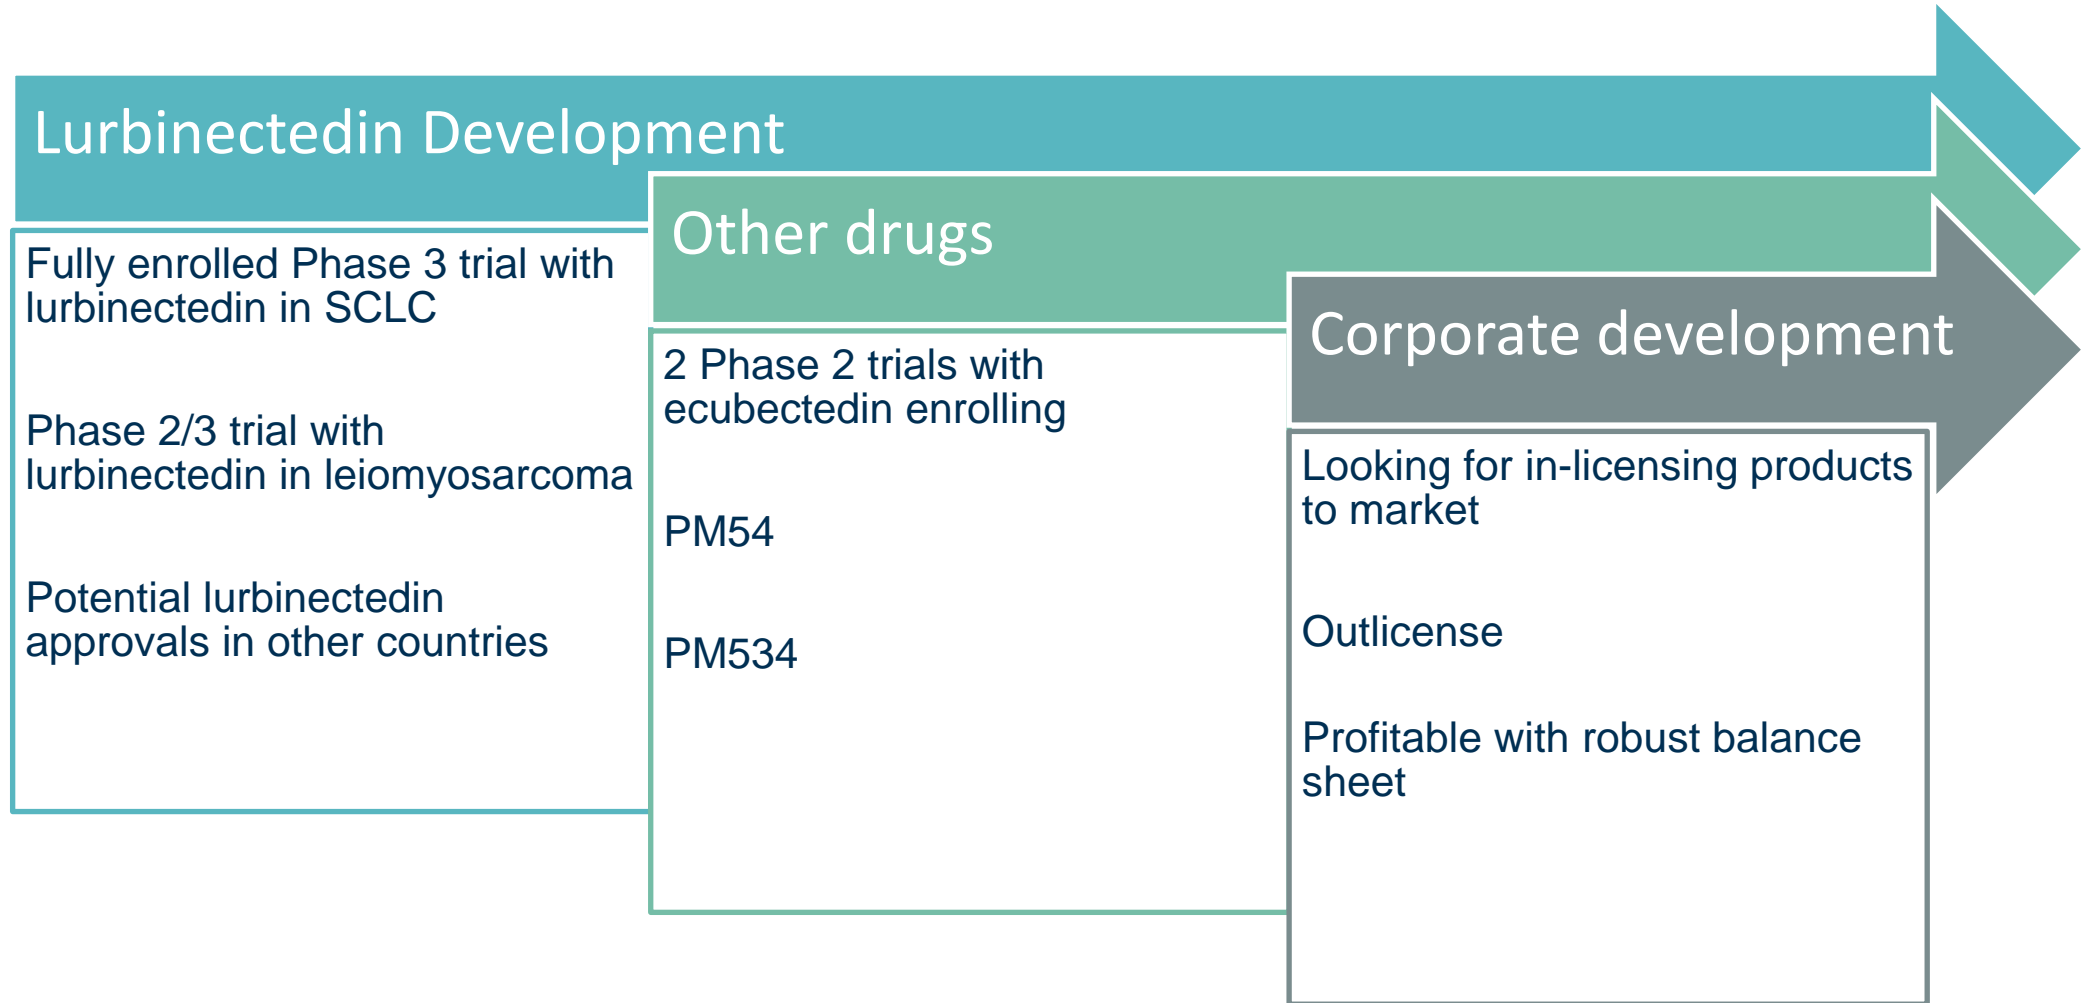 Lurbinectedin Development
Fully enrolled Phase 3 trial with
lurbinectedin in SCLC
Phase 2/3 trial with
lurbinectedin in leiomyosarcoma
Potential lurbinectedin
approvals in other countries
Other drugs
2 Phase 2 trials with
ecubectedin enrolling
PM54
PM534
Corporate development
Looking for in-licensing products
to market
Outlicense
Profitable with robust balance
sheet